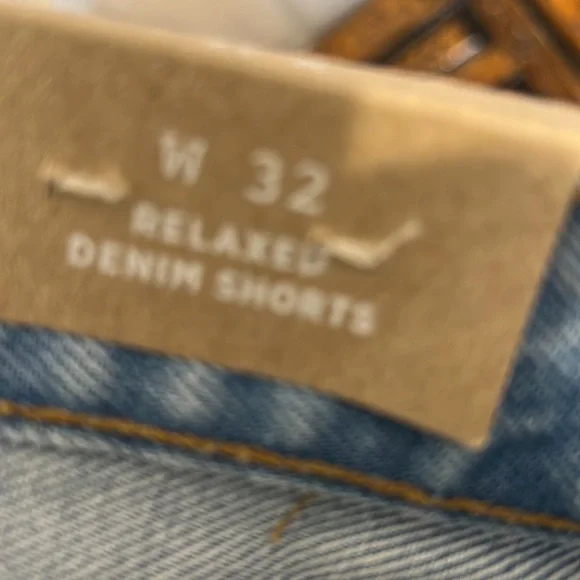 W 32
RELAXED
DENIM SHORTS